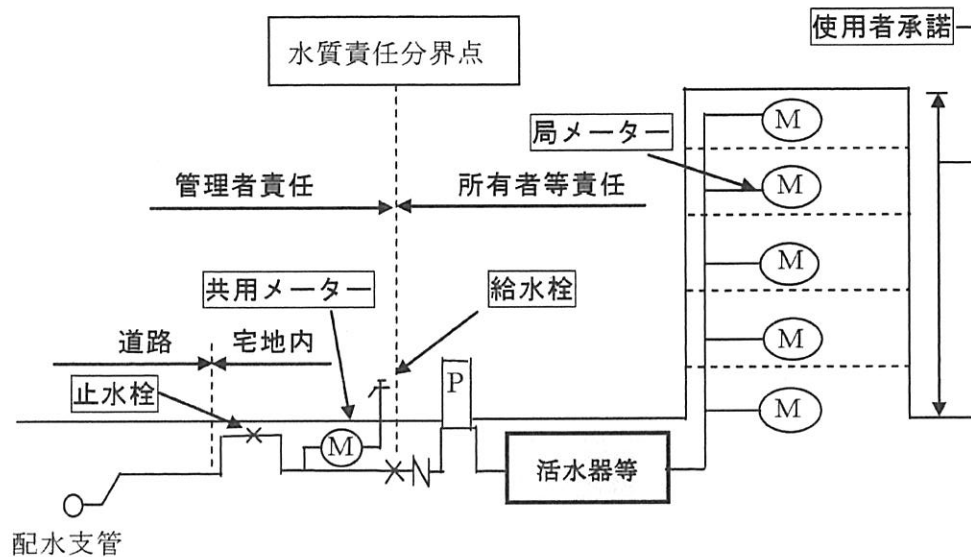 使用者承諾
水質責任分界点
M
局メーター
M
管理者責任
所有者等責任
M
共用メーター
給水栓
道路
宅地内
M
止水栓
P
M
M
活水器等
配水支管